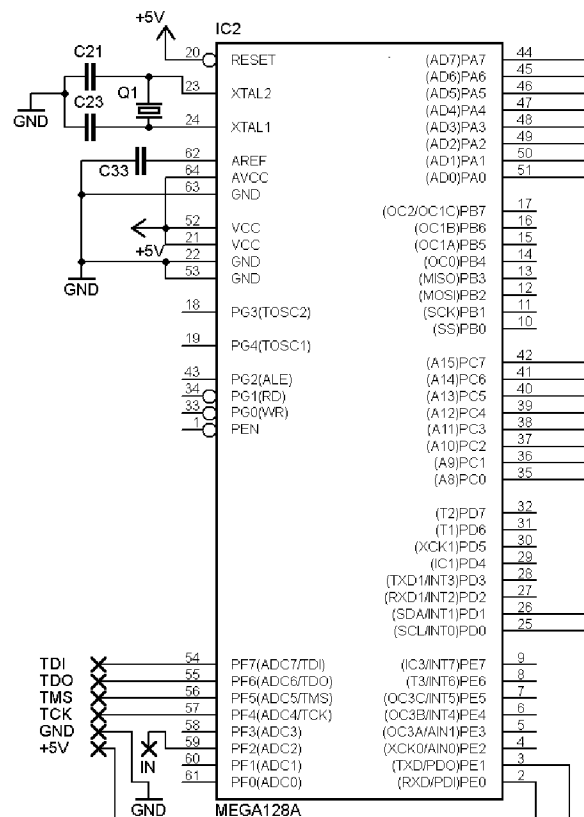 +5V IC2
20 RESET (AD7)PA7 44
C21 (AD6)PA6 45
23 XTAL2 (AD5)PA5 46
Q1 (AD4)PA4 47
C23 24 XTAL1 (AD3)PA3 48
GND (AD2)PA2 49
62 AREF (AD1)PA1 50
C33 64 AVCC (AD0)PA0 51
63 GND
(OC2/OC1C)PB7 17
52 VCC (OC1B)PB6 16
+5V 21 VCC (OC1A)PB5 15
22 GND (OC0)PB4 14
53 GND (MISO)PB3 13
GND (MOSI)PB2 12
18 PG3(TOSC2) (SCK)PB1 11
(SS)PB0 10
19 PG4(TOSC1)
(A15)PC7 42
43 PG2(ALE) (A14)PC6 41
34 PG1(RD) (A13)PC5 40
33 PG0(WR) (A12)PC4 39
1 PEN (A11)PC3 38
(A10)PC2 37
(A9)PC1 36
(A8)PC0 35
(T2)PD7 32
(T1)PD6 31
(XCK1)PD5 30
(IC1)PD4 29
(TXD1/INT3)PD3 28
(RXD1/INT2)PD2 27
(SDA/INT1)PD1 26
(SCL/INT0)PD0 25
TDI 54 PF7(ADC7/TDI) (IC3/INT7)PE7 9
TDO 55 PF6(ADC6/TDO) (T3/INT6)PE6 8
TMS 56 PF5(ADC5/TMS) (OC3C/INT5)PE5 7
TCK 57 PF4(ADC4/TCK) (OC3B/INT4)PE4 6
GND 58 PF3(ADC3) (OC3A/AIN1)PE3 5
+5V 59 PF2(ADC2) (XCK0/AIN0)PE2 4
IN 60 PF1(ADC1) (TXD/PDO)PE1 3
61 PF0(ADC0) (RXD/PDI)PE0 2
GND MEGA128A